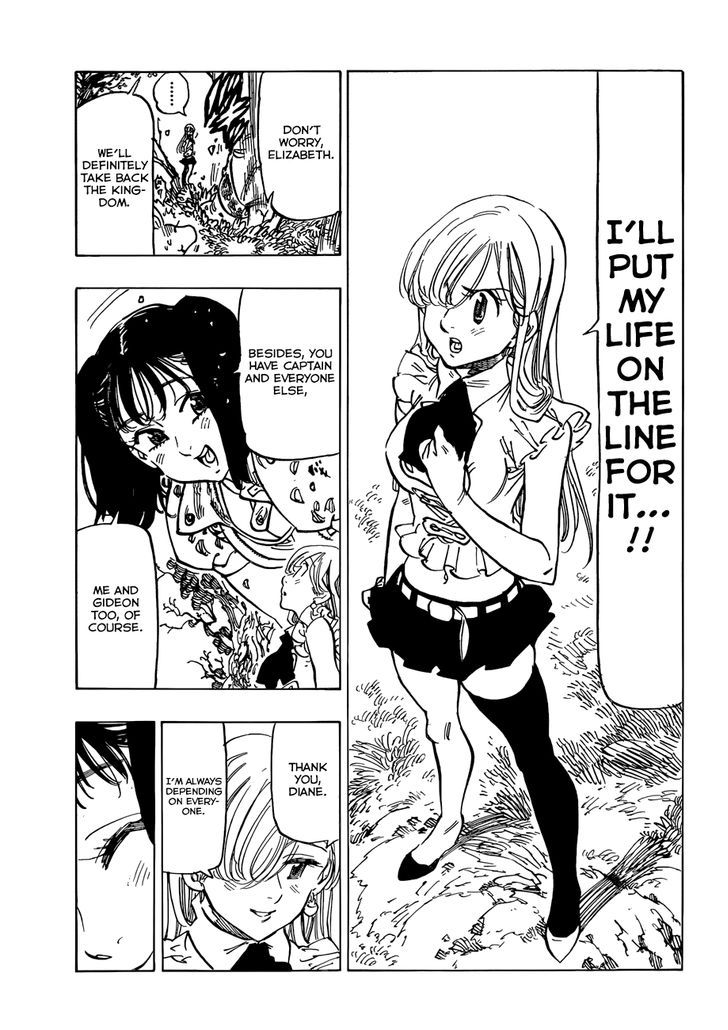 I'LL
PUT
MY
LIFE
ON
THE
LINE
FOR
IT...
!!
......
DON'T
WORRY,
ELIZABETH.
WE'LL
DEFINITELY
TAKE BACK
THE KING-
DOM.
BESIDES, YOU
HAVE CAPTAIN
AND EVERYONE
ELSE,
ME AND
GIDEON
TOO, OF
COURSE.
THANK
YOU,
DIANE.
I'M ALWAYS
DEPENDING
ON EVERY-
ONE.